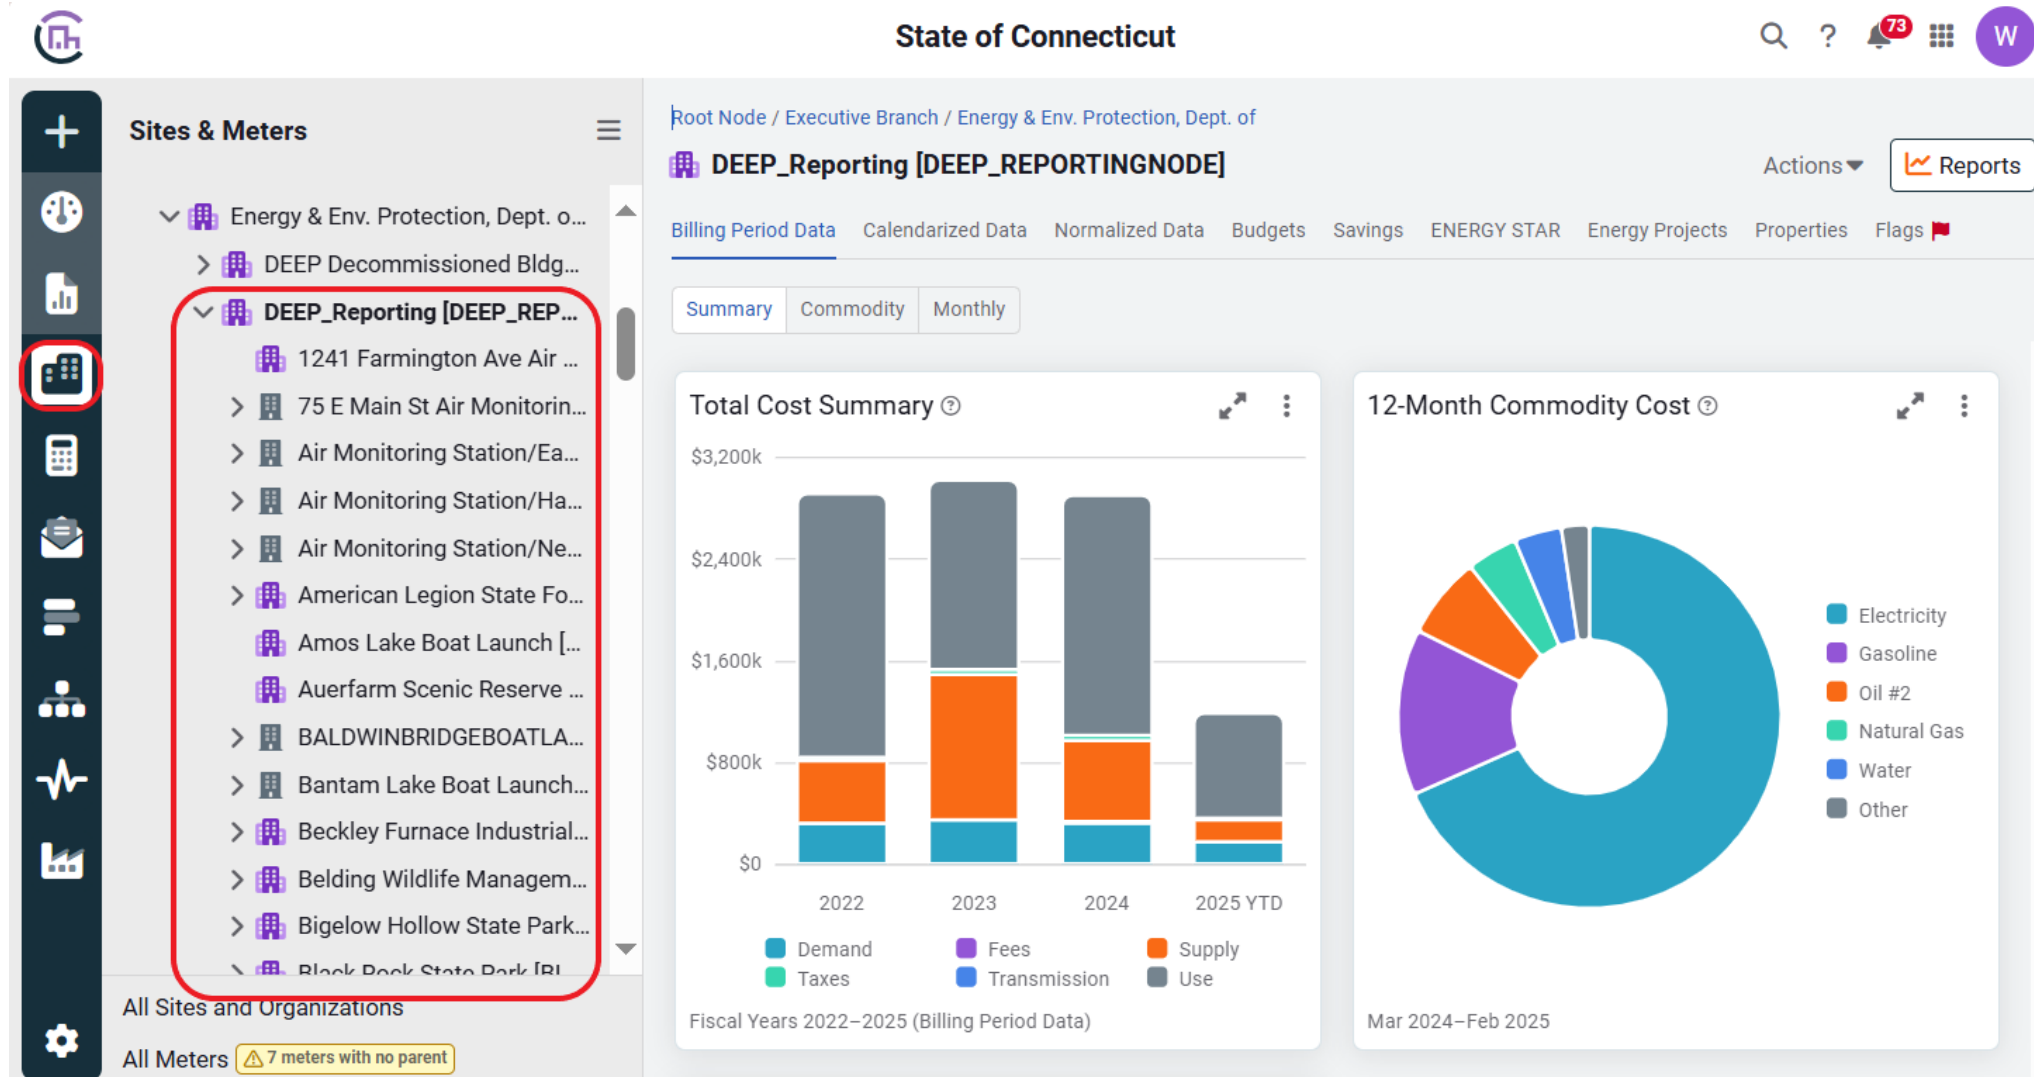 State of Connecticut
?
73
W
Sites & Meters
Energy & Env. Protection, Dept. o...
DEEP Decommissioned Bldg...
DEEP_Reporting [DEEP_REP...
1241 Farmington Ave Air ...
75 E Main St Air Monitorin...
Air Monitoring Station/Ea...
Air Monitoring Station/Ha...
Air Monitoring Station/Ne...
American Legion State Fo...
Amos Lake Boat Launch [...
Auerfarm Scenic Reserve ...
BALDWINBRIDGEBOATLA...
Bantam Lake Boat Launch...
Beckley Furnace Industrial...
Belding Wildlife Managem...
Bigelow Hollow State Park...
Black Rock State Park [BL
All Sites and Organizations
All Meters 7 meters with no parent
Root Node / Executive Branch / Energy & Env. Protection, Dept. of
DEEP_Reporting [DEEP_REPORTINGNODE]
Actions
Reports
Billing Period Data Calendarized Data Normalized Data Budgets Savings ENERGY STAR Energy Projects Properties Flags
Summary Commodity Monthly
Total Cost Summary ?
$3,200k
$2,400k
$1,600k
$800k
$0
2022 2023 2024 2025 YTD
Demand Fees Supply
Taxes Transmission Use
Fiscal Years 2022–2025 (Billing Period Data)
12-Month Commodity Cost ?
Electricity
Gasoline
Oil #2
Natural Gas
Water
Other
Mar 2024–Feb 2025